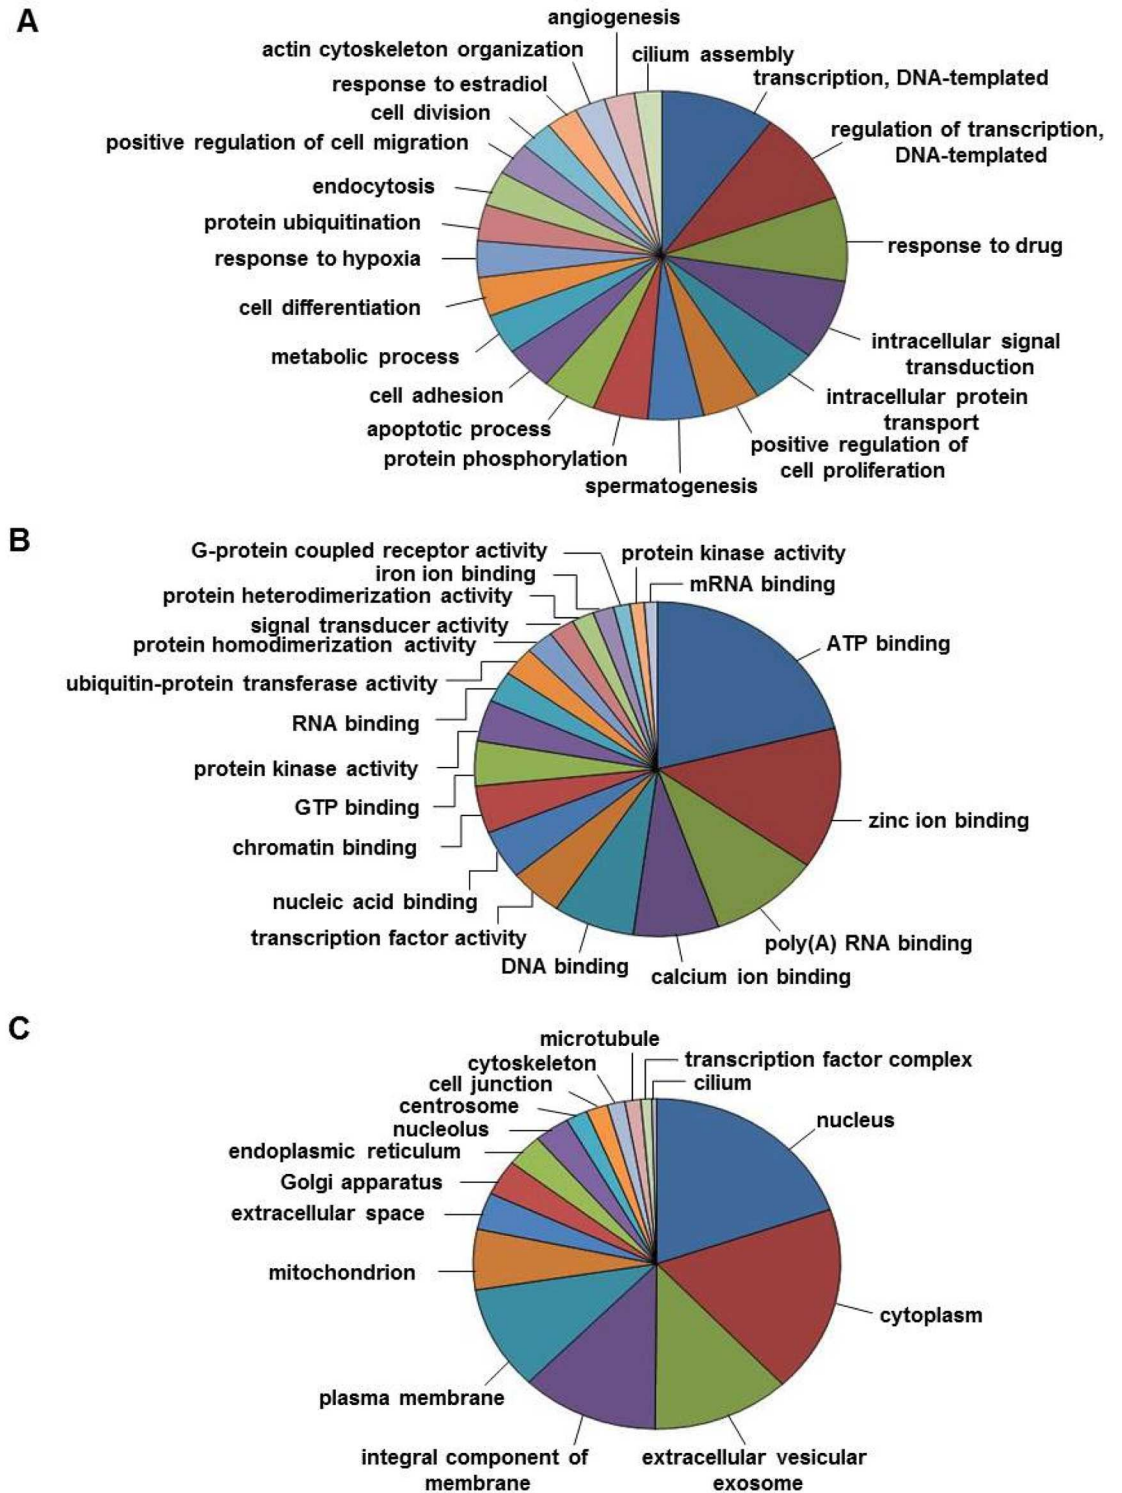 A
angiogenesis
actin cytoskeleton organization
cilium assembly
response to estradiol
transcription, DNA-templated
cell division
regulation of transcription,
DNA-templated
positive regulation of cell migration
endocytosis
protein ubiquitination
response to drug
response to hypoxia
cell differentiation
intracellular signal
transduction
metabolic process
intracellular protein
transport
cell adhesion
apoptotic process
positive regulation of
cell proliferation
protein phosphorylation
spermatogenesis
B
G-protein coupled receptor activity
protein kinase activity
iron ion binding
mRNA binding
protein heterodimerization activity
signal transducer activity
protein homodimerization activity
ATP binding
ubiquitin-protein transferase activity
RNA binding
protein kinase activity
GTP binding
zinc ion binding
chromatin binding
nucleic acid binding
transcription factor activity
poly(A) RNA binding
DNA binding
calcium ion binding
C
microtubule
transcription factor complex
cytoskeleton
cilium
cell junction
centrosome
nucleus
nucleolus
endoplasmic reticulum
Golgi apparatus
extracellular space
mitochondrion
cytoplasm
plasma membrane
integral component of
membrane
extracellular vesicular
exosome